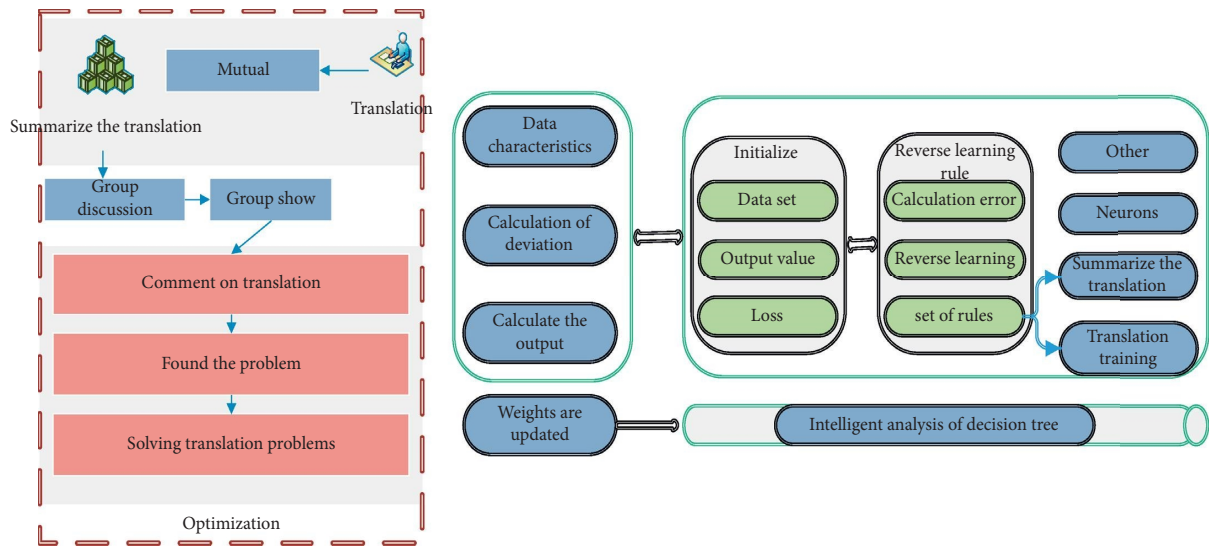 Mutual
Translation
Summarize the translation
Group
discussion
Group show
Comment on translation
Found the problem
Solving translation problems
Optimization
Data
characteristics
Calculation of
deviation
Calculate the
output
Weights are
updated
Initialize
Data set
Output value
Loss
Reverse learning
rule
Calculation error
Reverse learning
set of rules
Other
Neurons
Summarize the
translation
Translation
training
Intelligent analysis of decision tree